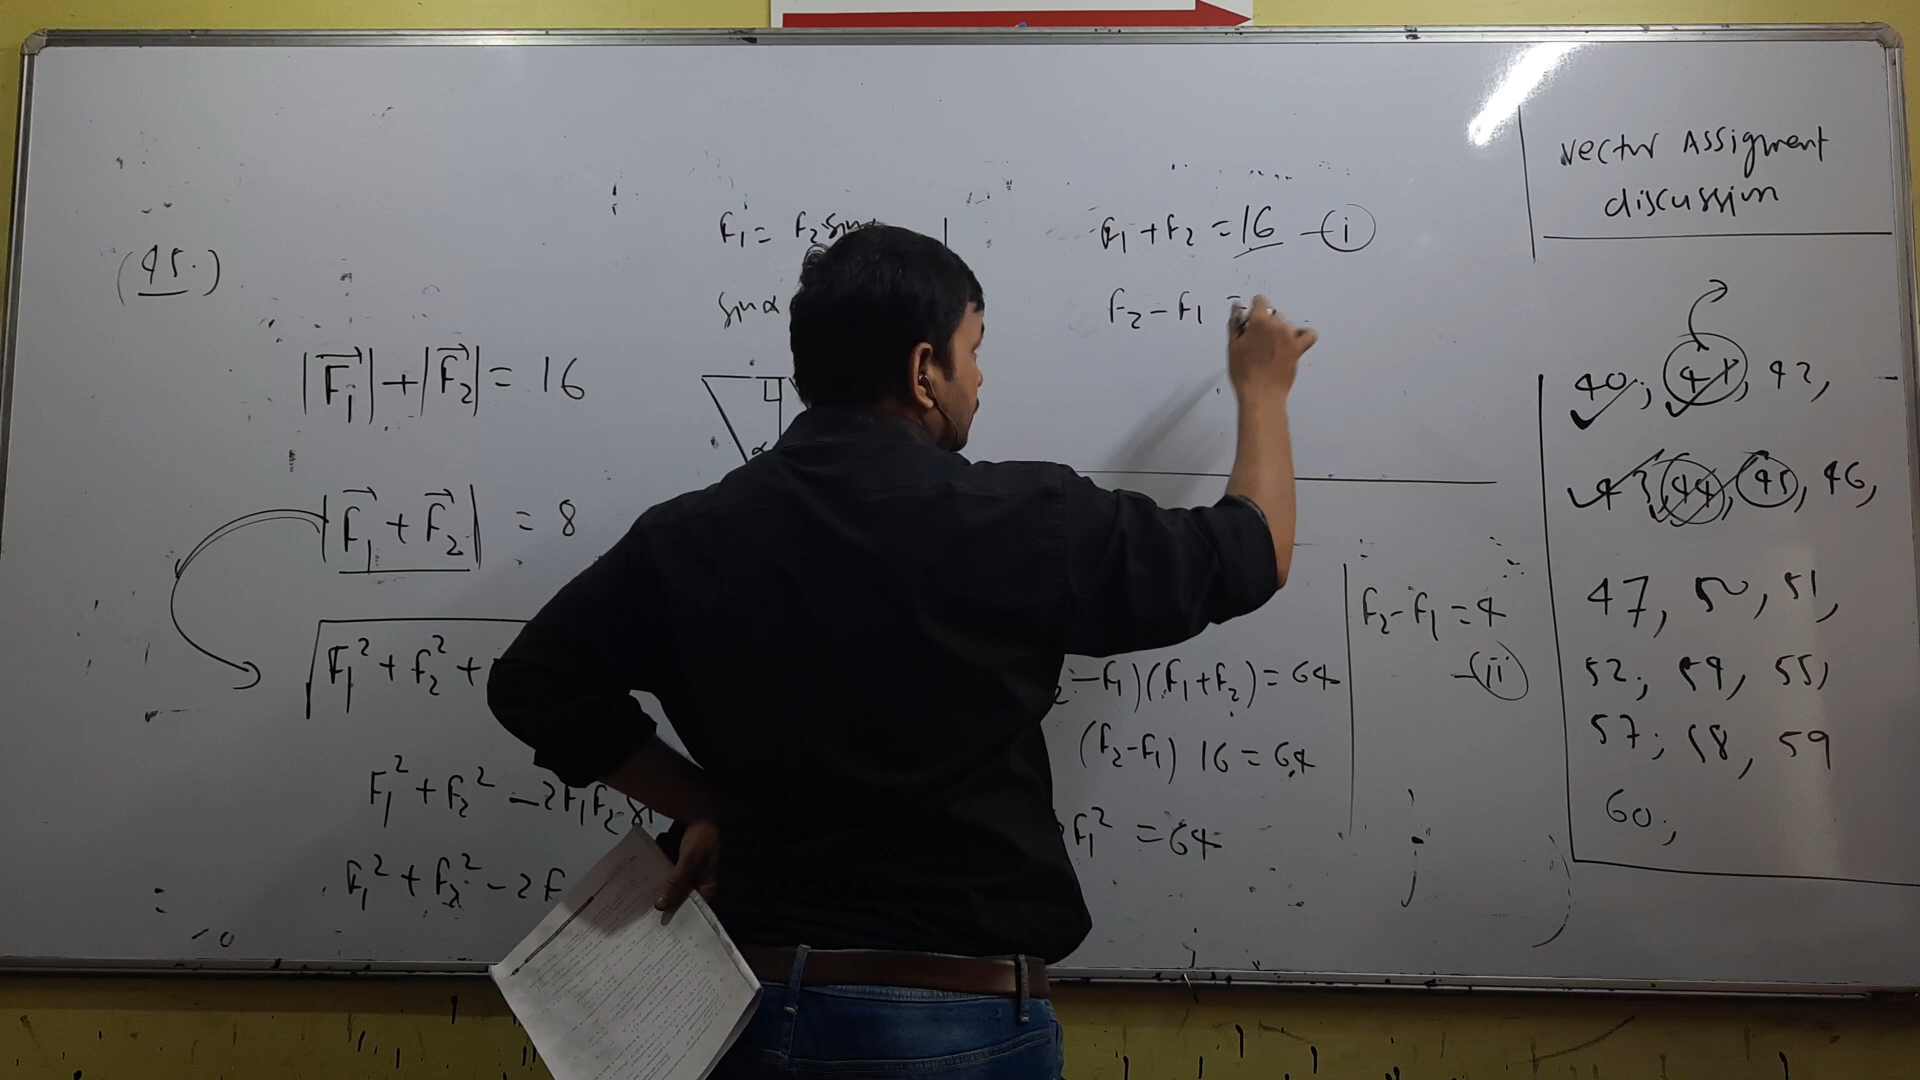 (45.)
|F₁| + |F₂| = 16
|F₁ + F₂| = 8
F₁² + F₂² +
F₁² + F₂² - 2F₁F₂
F₁² + F₂² - 2F
F₁ = F₂ sin
sin α
α
F₁ + F₂ = 16 - (i)
F₂ - F₁ =
- F₁)(F₁ + F₂) = 64
(F₂ - F₁) 16 = 64
F₁² = 64
F₂ - F₁ = 4
- (ii)
Vector Assigment
discussion
40, 41, 42,
43, 44, 45, 46,
47, 50, 51,
52, 54, 55,
57, 58, 59
60,